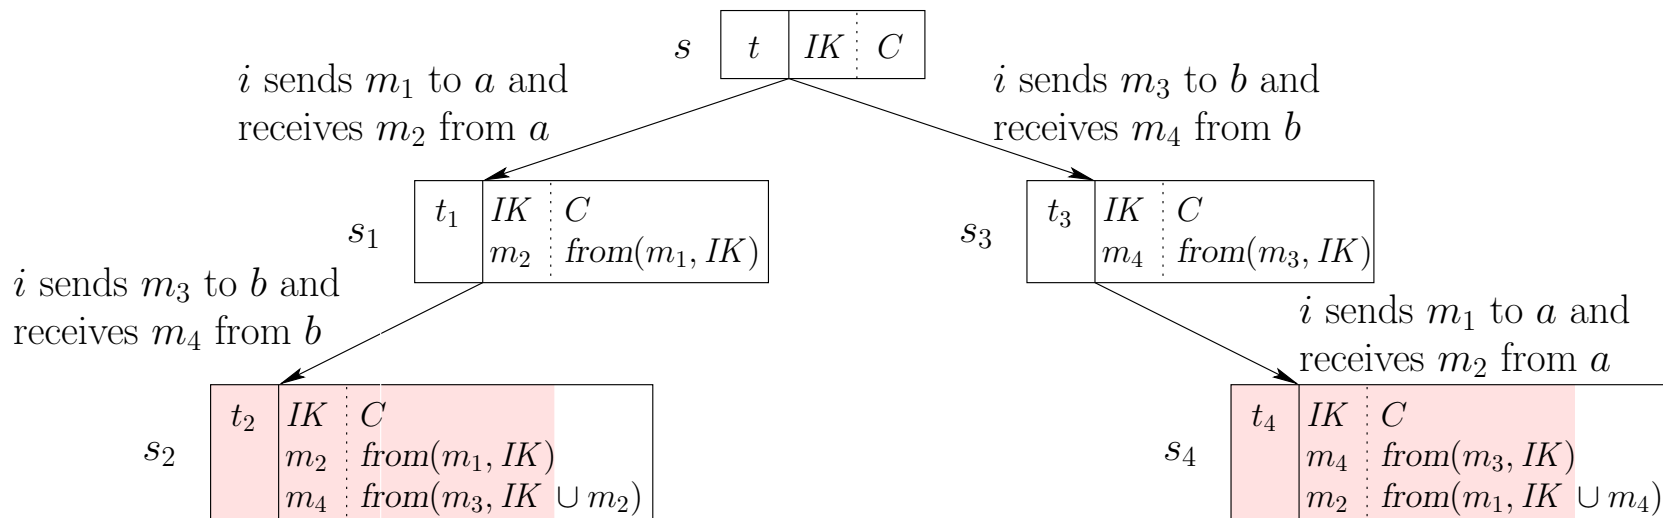 s t IK C
i sends m₁ to a and
receives m₂ from a
i sends m₃ to b and
receives m₄ from b
s₁ t₁ IK C
m₂ from(m₁, IK)
s₃ t₃ IK C
m₄ from(m₃, IK)
i sends m₃ to b and
receives m₄ from b
i sends m₁ to a and
receives m₂ from a
s₂ t₂ IK C
m₂ from(m₁, IK)
m₄ from(m₃, IK ∪ m₂)
s₄ t₄ IK C
m₄ from(m₃, IK)
m₂ from(m₁, IK ∪ m₄)